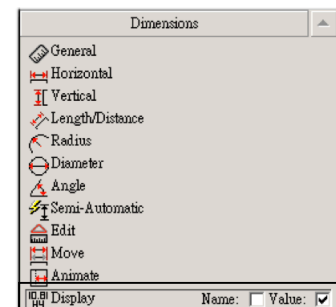 Dimensions
General
Horizontal
Vertical
Length/Distance
Radius
Diameter
Angle
Semi-Automatic
Edit
Move
Animate
Display Name: Value: